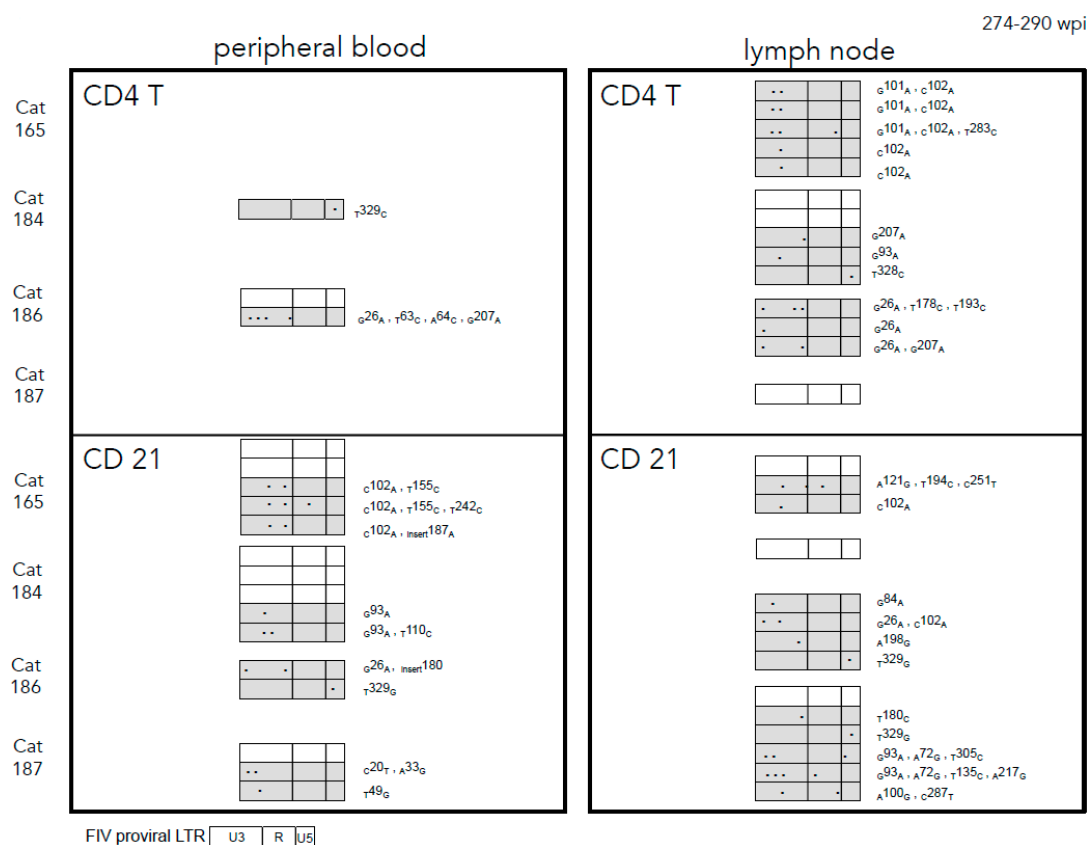 274-290 wpi
peripheral blood
lymph node
CD4 T
CD4 T
Cat
165
G101A , C102A
G101A , C102A
G101A , C102A , T283C
C102A
C102A
Cat
184
T329C
G207A
G93A
T328C
Cat
186
G26A , T63C , A64C , G207A
G26A , T178C , T193C
G26A
G26A , G207A
Cat
187
CD 21
CD 21
Cat
165
C102A , T155C
C102A , T155C , T242C
C102A , insert187A
A121G , T194C , C251T
C102A
Cat
184
G93A
G93A , T110C
Cat
186
G26A , insert180
T329G
G84A
G26A , C102A
A198G
T329G
Cat
187
C20T , A33G
T49G
T180C
T329G
G93A , A72G , T305C
G93A , A72G , T135C , A217G
A100G , C287T
FIV proviral LTR U3 R U5